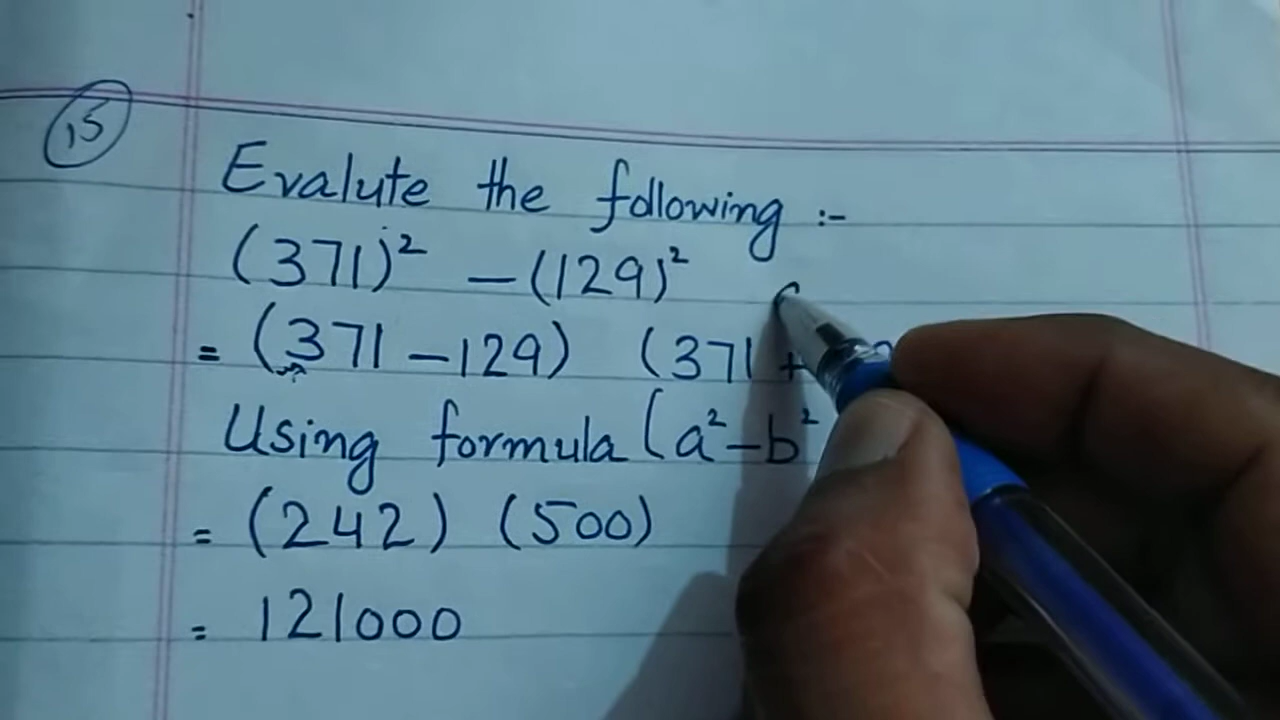 15
Evalute the following :-
(371)² – (129)²
= (371 – 129) (371 +
Using formula (a² – b²
= (242) (500)
= 121000